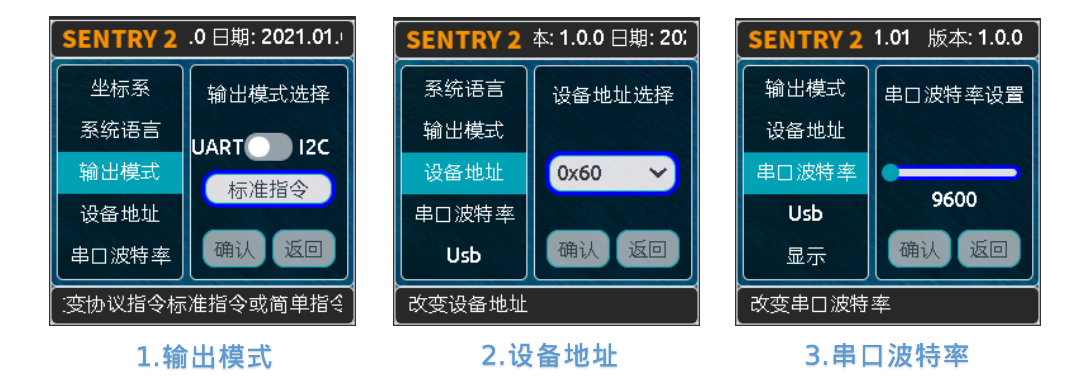 SENTRY 2 .0 日期: 2021.01.
坐标系
系统语言
输出模式
设备地址
串口波特率
输出模式选择
UART I2C
标准指令
确认 返回
变协议指令标准指令或简单指令
1.输出模式
SENTRY 2 本: 1.0.0 日期: 20
系统语言
输出模式
设备地址
串口波特率
Usb
设备地址选择
0x60
确认 返回
改变设备地址
2.设备地址
SENTRY 2 1.01 版本: 1.0.0
输出模式
设备地址
串口波特率
Usb
显示
串口波特率设置
9600
确认 返回
改变串口波特率
3.串口波特率